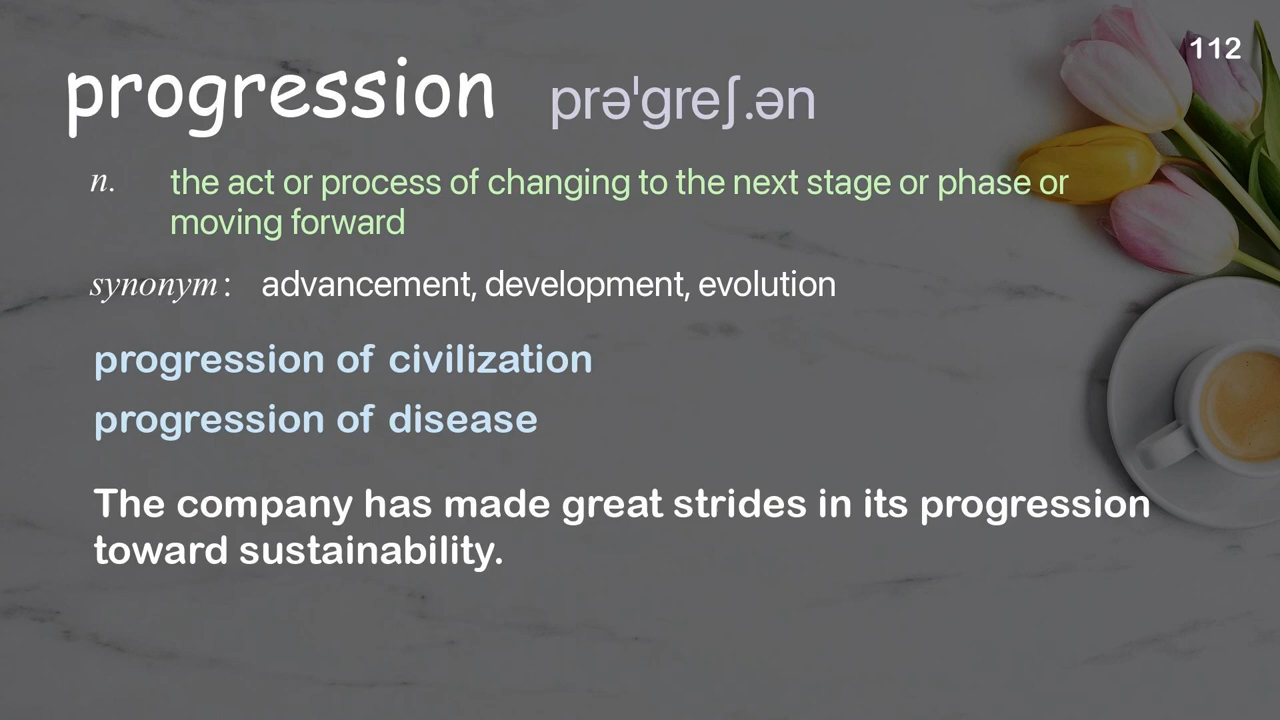 112
progression prəˈɡreʃ.ən
n. the act or process of changing to the next stage or phase or
moving forward
synonym : advancement, development, evolution
progression of civilization
progression of disease
The company has made great strides in its progression
toward sustainability.